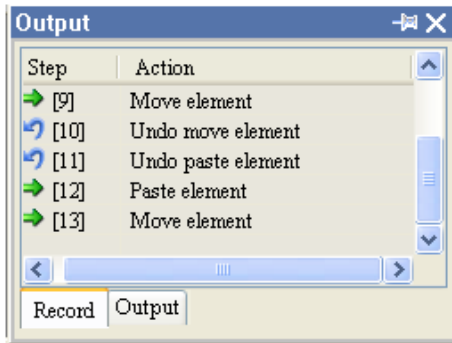 Output
Step Action
[9] Move element
[10] Undo move element
[11] Undo paste element
[12] Paste element
[13] Move element
Record Output